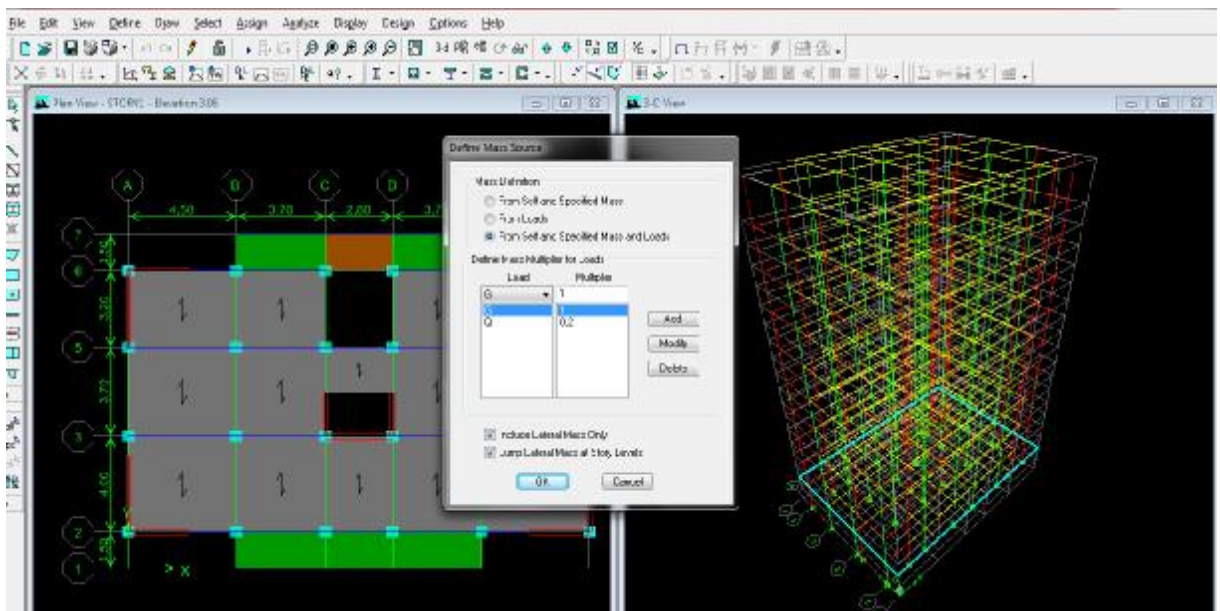 File Edit View Define Draw Select Assign Analyze Display Design Options Help
Plan View - STORY1 - Elevation 3.06
3-D View
Define Mass Source
Mass Definition
From Self and Specified Mass
From Loads
From Self and Specified Mass and Loads
Define Mass Multiplier for Loads
Load Multiplier
G 1
G 1
Q 0.2
Add
Modify
Delete
Include Lateral Mass Only
Lump Lateral Mass at Story Levels
OK Cancel
A B C D
4,50 3,70 2,80
7
6
5
3
4,00
2
1
X